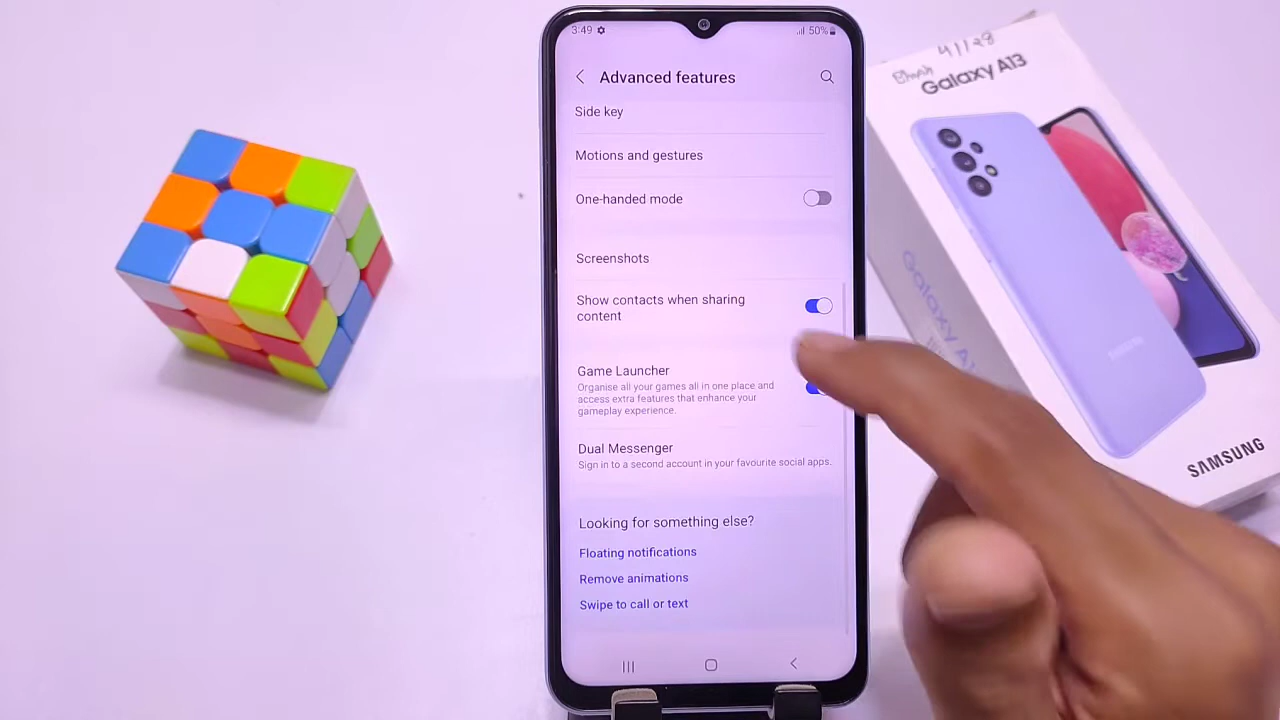 3:49
50%
Advanced features
Side key
Motions and gestures
One-handed mode
Screenshots
Show contacts when sharing
content
Game Launcher
Organise all your games all in one place and
access extra features that enhance your
gameplay experience.
Dual Messenger
Sign in to a second account in your favourite social apps.
Looking for something else?
Floating notifications
Remove animations
Swipe to call or text
41128
Galaxy A13
Galaxy A1
SAMSUNG